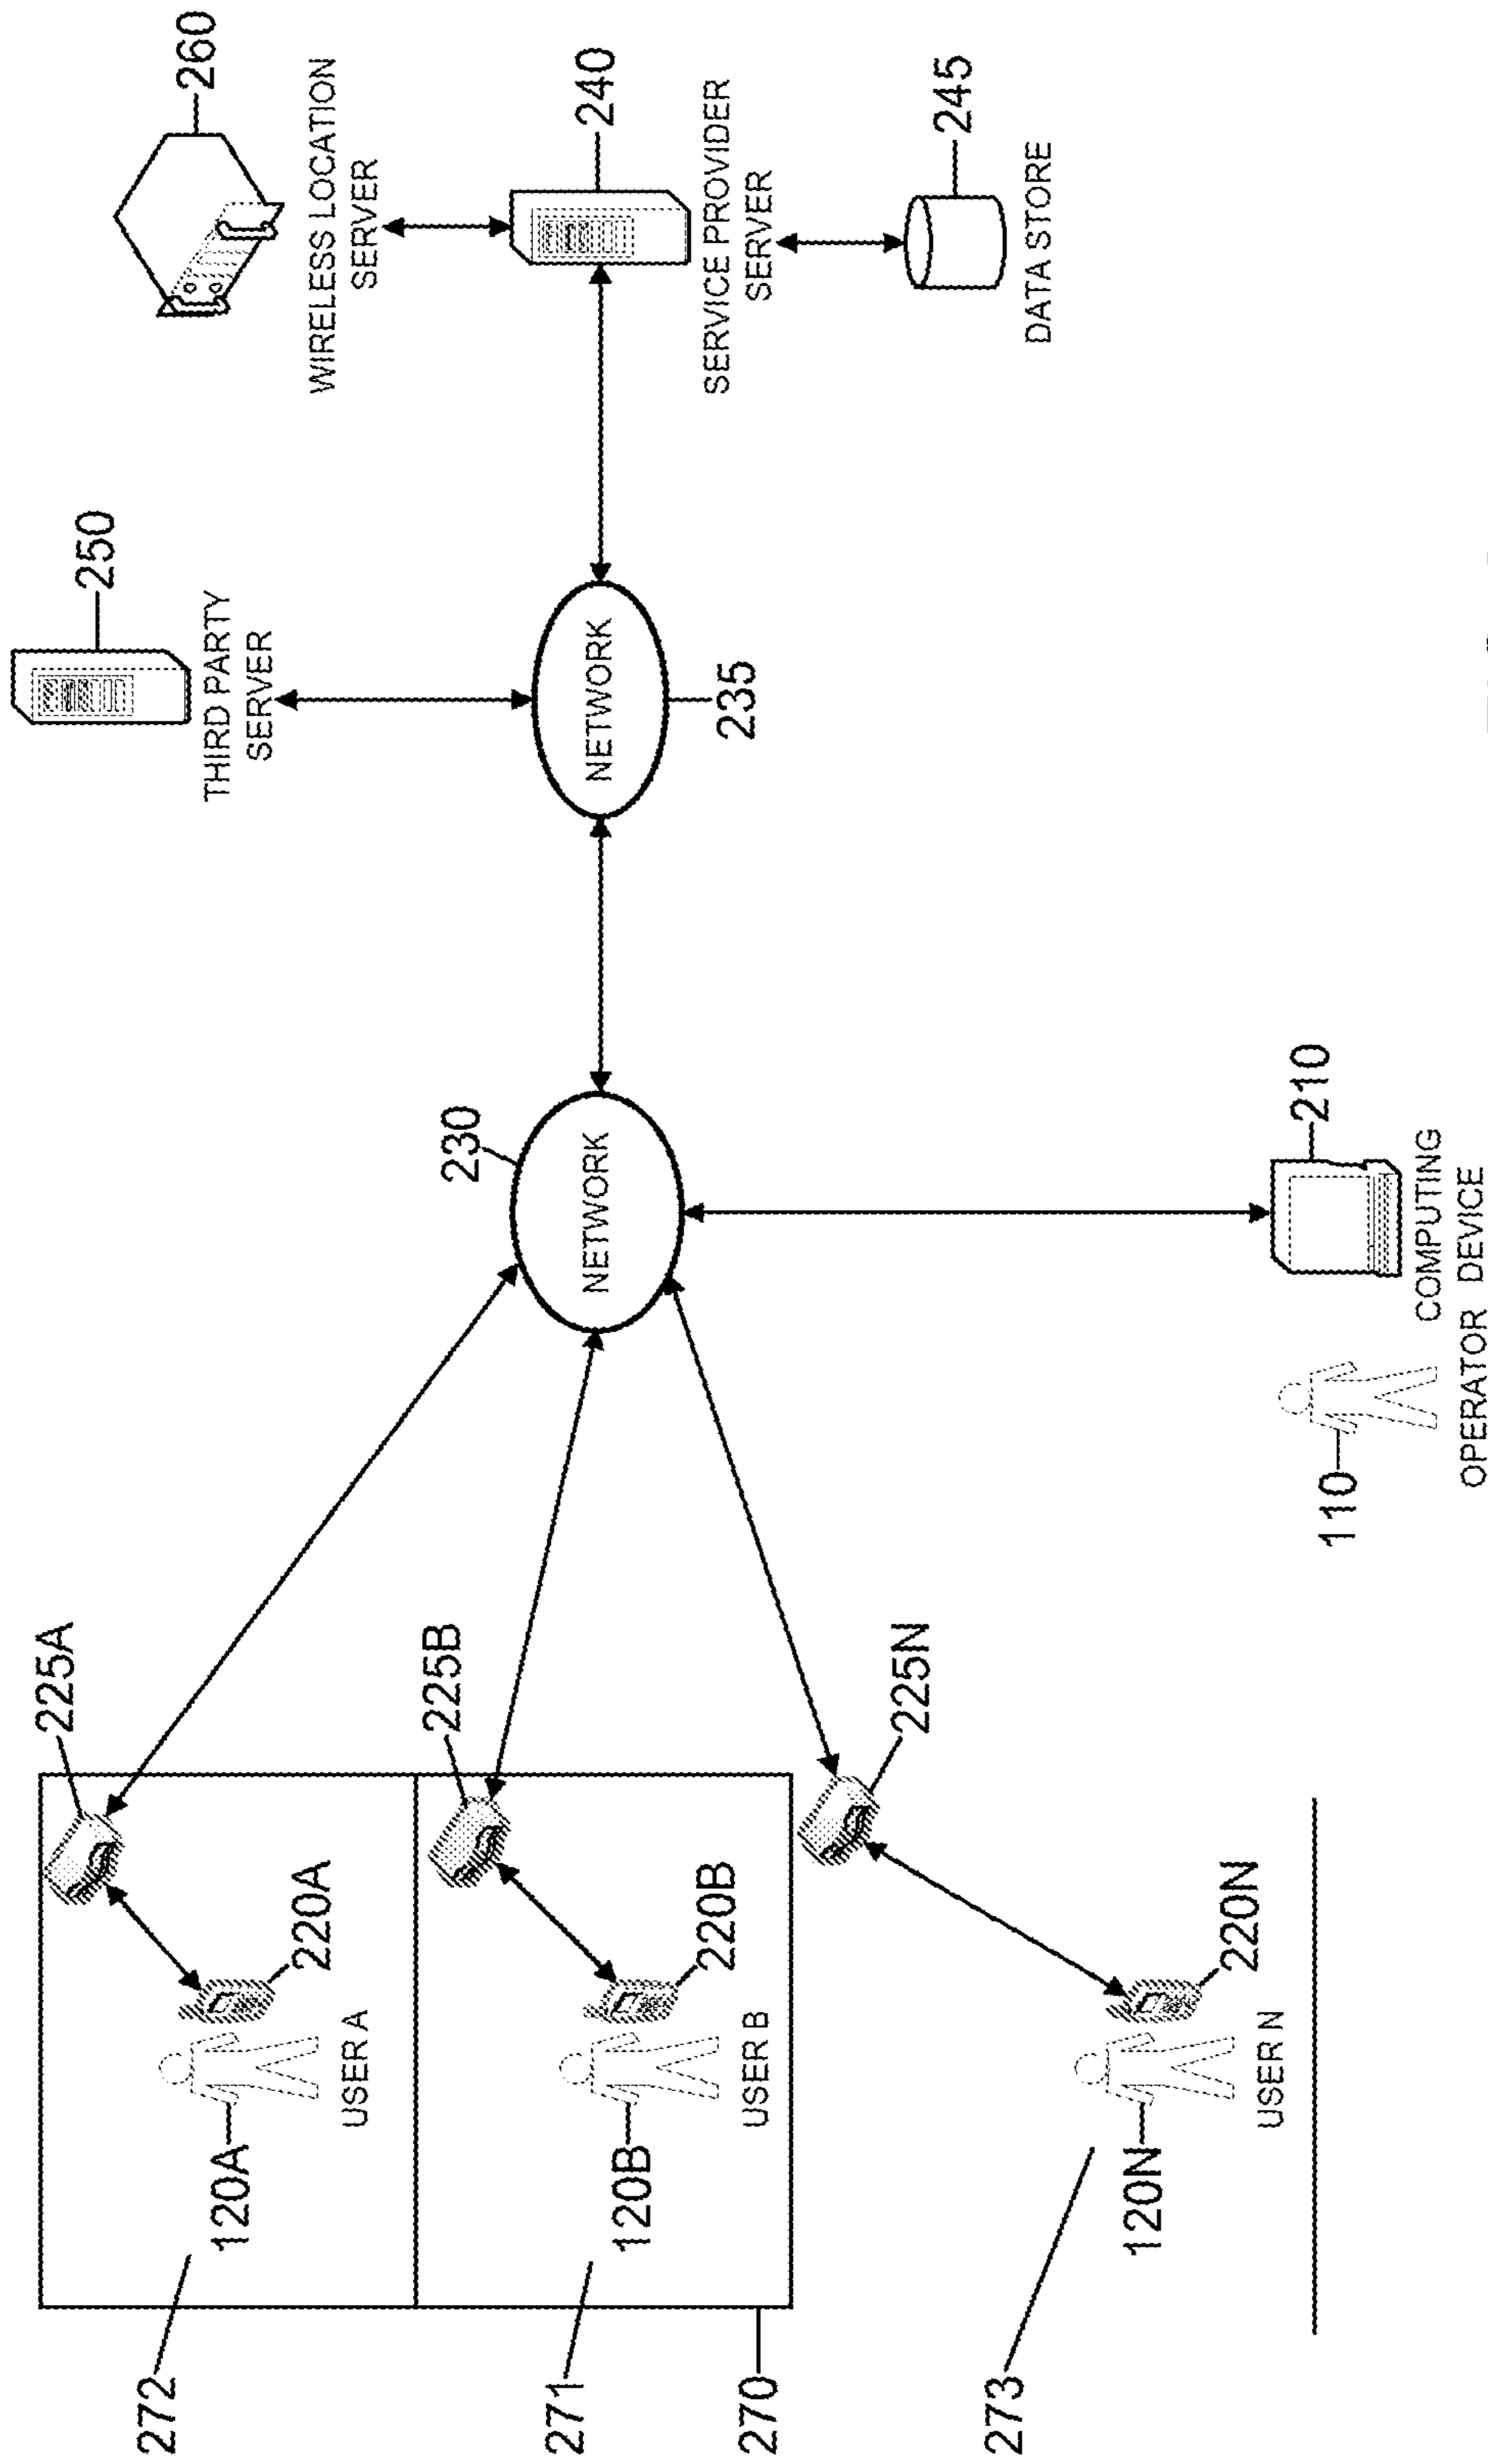 272
225A
120A
220A
USER A
271
225B
120B
220B
USER B
270
273
225N
120N
220N
USER N
230
NETWORK
110
OPERATOR
210
COMPUTING
DEVICE
250
THIRD PARTY
SERVER
NETWORK
235
260
WIRELESS LOCATION
SERVER
240
SERVICE PROVIDER
SERVER
245
DATA STORE